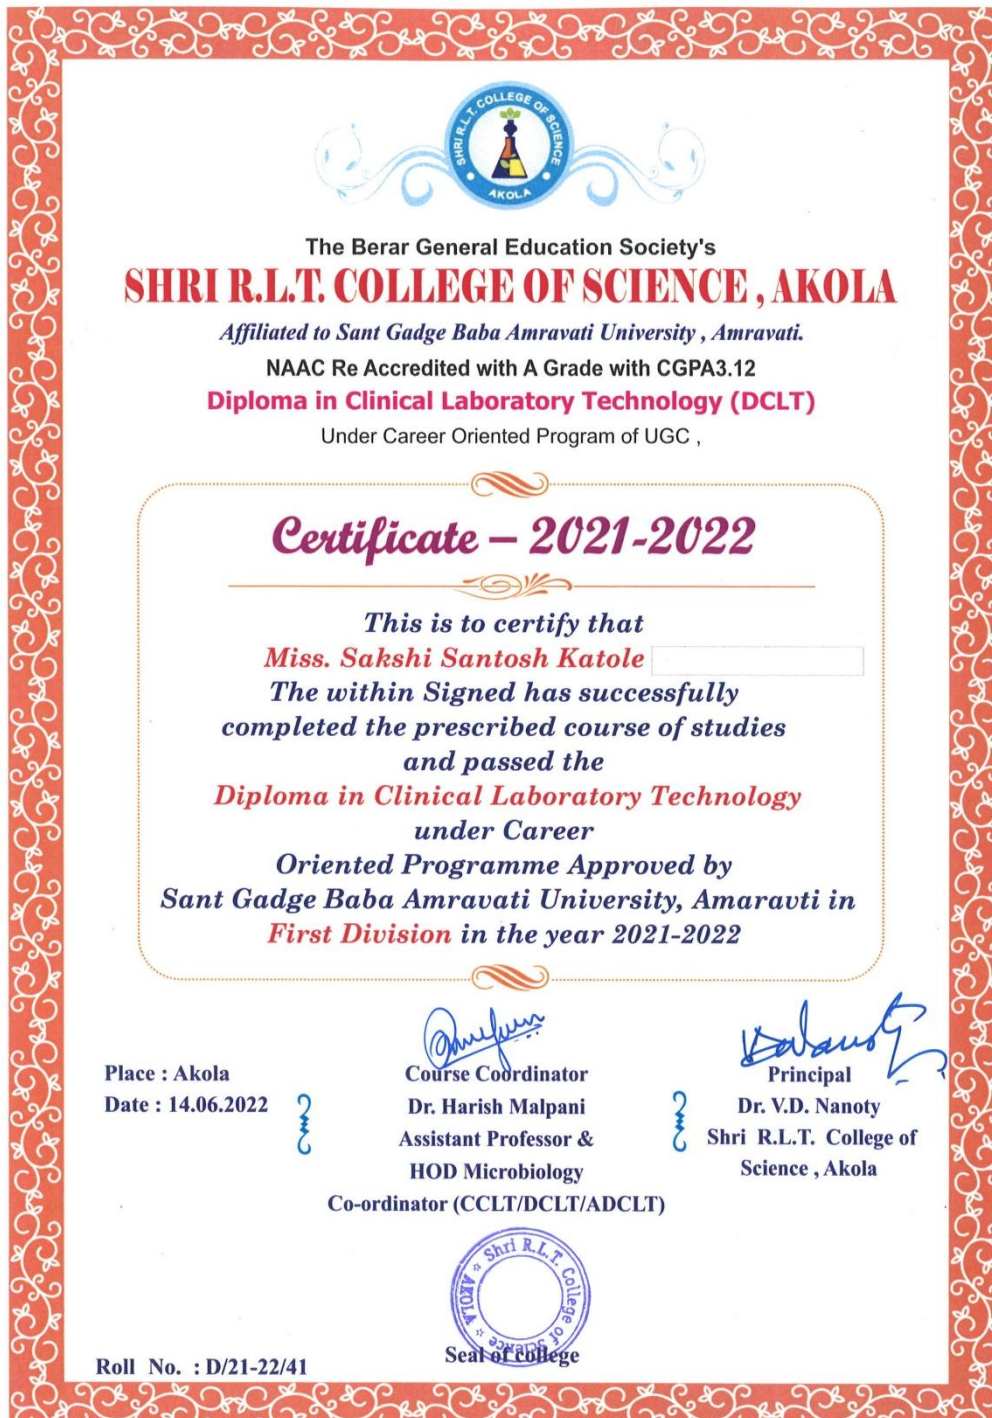 SHRI R.L.T. COLLEGE OF SCIENCE
AKOLA
The Berar General Education Society's
SHRI R.L.T. COLLEGE OF SCIENCE , AKOLA
Affiliated to Sant Gadge Baba Amravati University , Amravati.
NAAC Re Accredited with A Grade with CGPA3.12
Diploma in Clinical Laboratory Technology (DCLT)
Under Career Oriented Program of UGC ,
Certificate – 2021-2022
This is to certify that
Miss. Sakshi Santosh Katole
The within Signed has successfully
completed the prescribed course of studies
and passed the
Diploma in Clinical Laboratory Technology
under Career
Oriented Programme Approved by
Sant Gadge Baba Amravati University, Amaravti in
First Division in the year 2021-2022
Place : Akola
Date : 14.06.2022
Course Coordinator
Dr. Harish Malpani
Assistant Professor &
HOD Microbiology
Co-ordinator (CCLT/DCLT/ADCLT)
Principal
Dr. V.D. Nanoty
Shri R.L.T. College of
Science , Akola
Shri R.L.T. College of Science
AKOLA
Seal of college
Roll No. : D/21-22/41